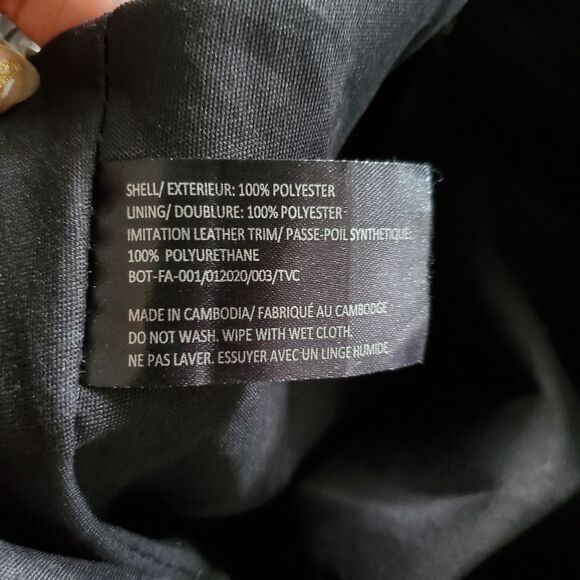 SHELL/ EXTERIEUR: 100% POLYESTER
LINING/ DOUBLURE: 100% POLYESTER
IMITATION LEATHER TRIM/ PASSE-POIL SYNTHETIQUE:
100% POLYURETHANE
BOT-FA-001/012020/003/TVC
MADE IN CAMBODIA/ FABRIQUÉ AU CAMBODGE
DO NOT WASH. WIPE WITH WET CLOTH.
NE PAS LAVER. ESSUYER AVEC UN LINGE HUMIDE.